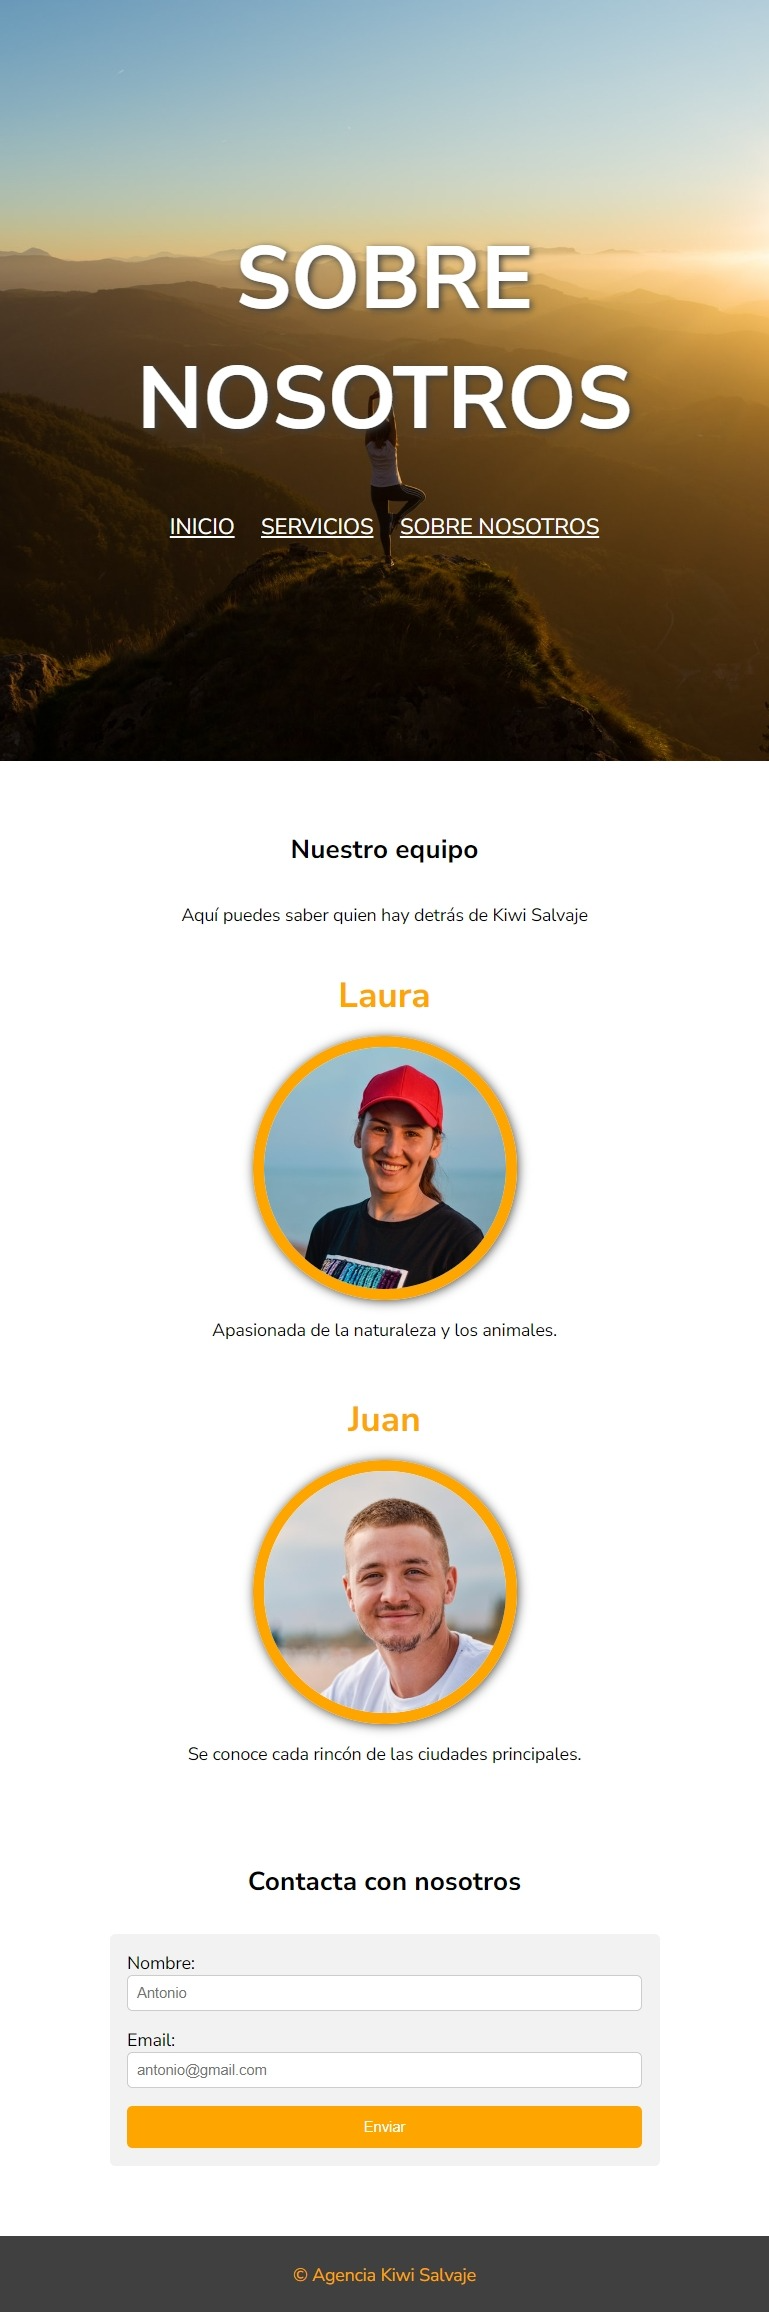 SOBRE
NOSOTROS
INICIO SERVICIOS SOBRE NOSOTROS
Nuestro equipo
Aquí puedes saber quien hay detrás de Kiwi Salvaje
Laura
Apasionada de la naturaleza y los animales.
Juan
Se conoce cada rincón de las ciudades principales.
Contacta con nosotros
Nombre:
Antonio
Email:
antonio@gmail.com
Enviar
© Agencia Kiwi Salvaje